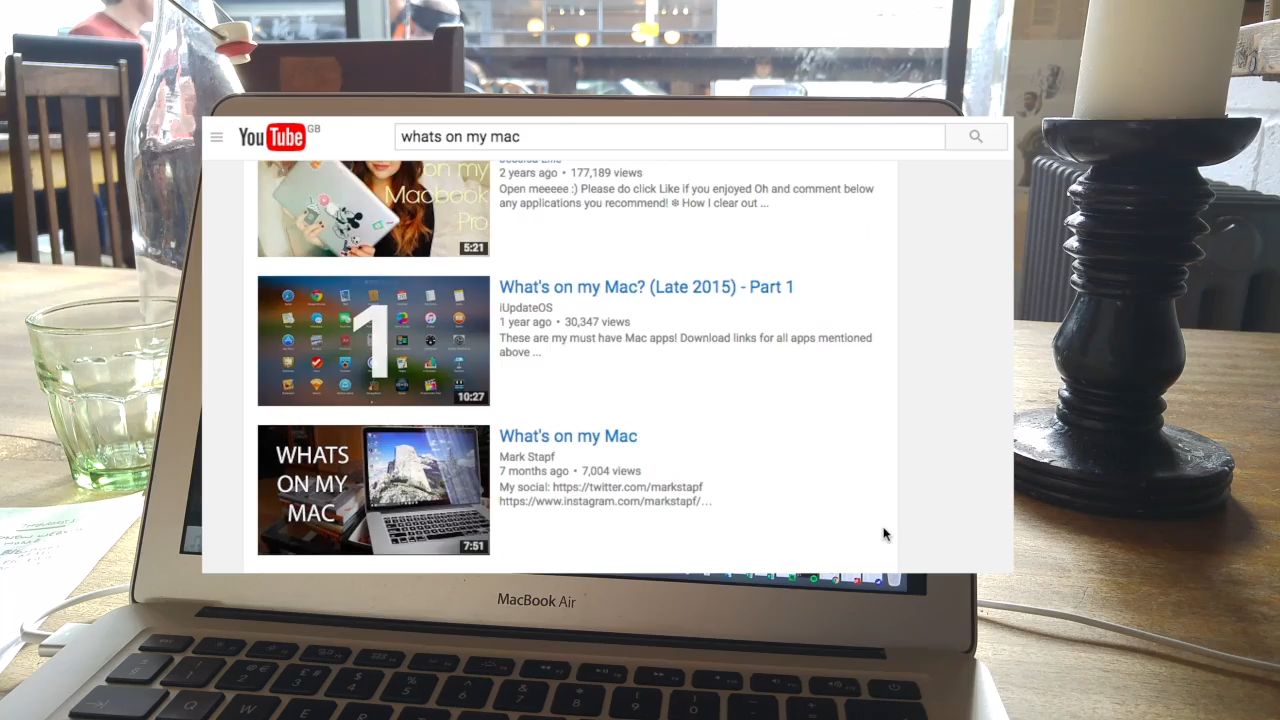 YouTube GB
whats on my mac
on my
Macbook
Pro
5:21
2 years ago • 177,189 views
Open meeeee :) Please do click Like if you enjoyed Oh and comment below
any applications you recommend! ❄ How I clear out ...
1
10:27
What's on my Mac? (Late 2015) - Part 1
iUpdateOS
1 year ago • 30,347 views
These are my must have Mac apps! Download links for all apps mentioned
above ...
WHATS
ON MY
MAC
7:51
What's on my Mac
Mark Stapf
7 months ago • 7,004 views
My social: https://twitter.com/markstapf
https://www.instagram.com/markstapf/...
MacBook Air